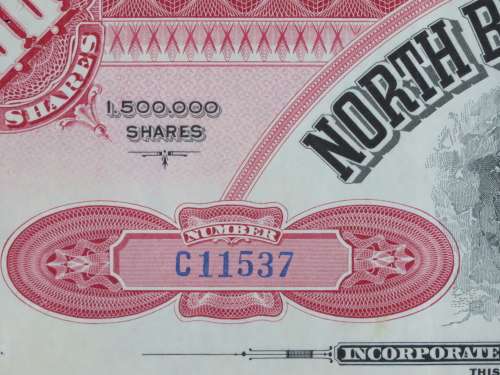 SHARES
1,500,000
SHARES
NORTH
NUMBER
C11537
INCORPORATE
THIS